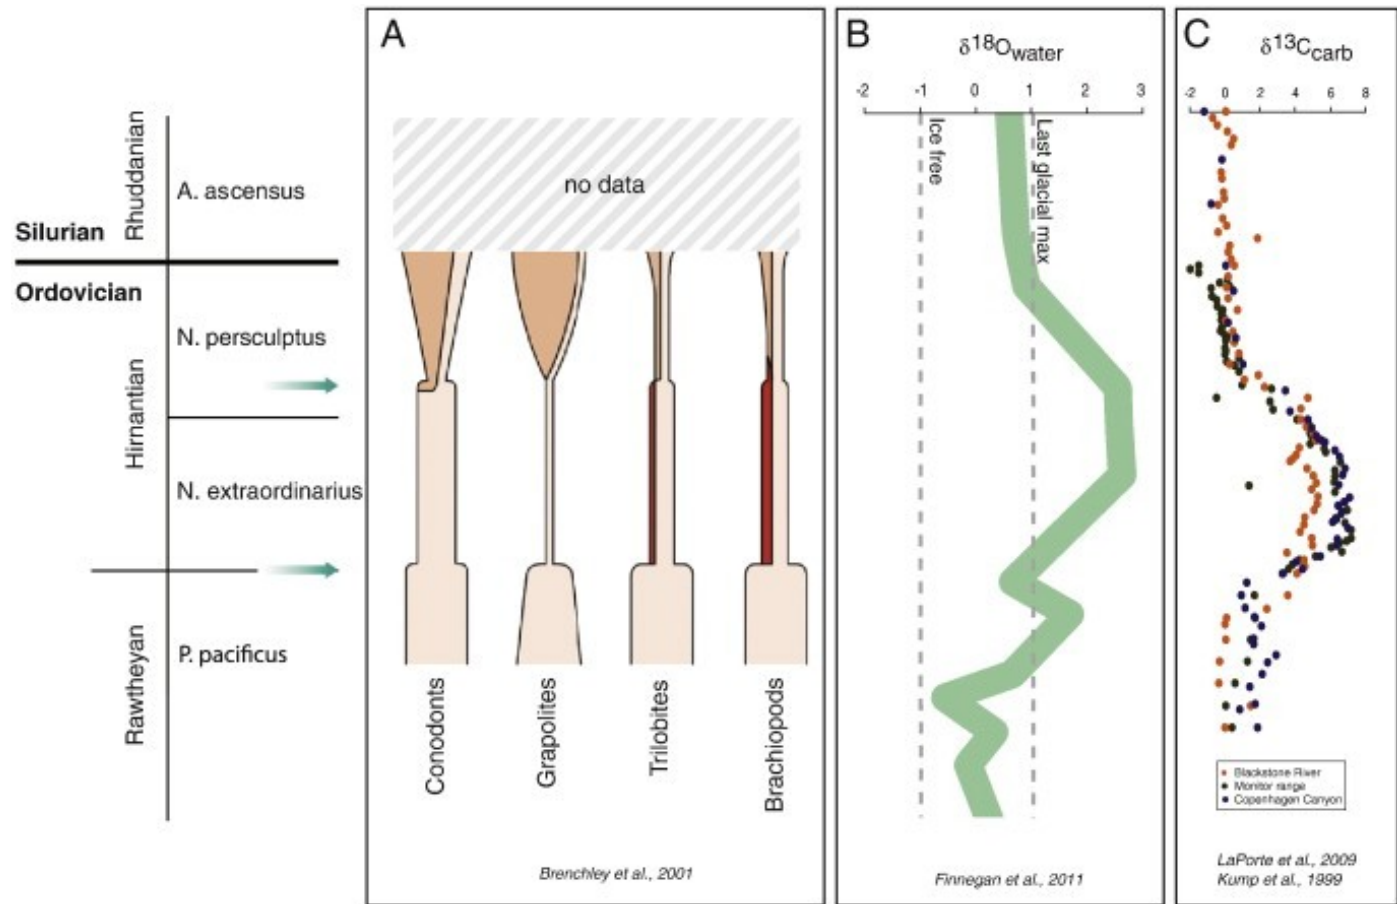 Silurian
Ordovician
Rhuddanian
Hirnantian
Rawtheyan
A. ascensus
N. persculptus
N. extraordinarius
P. pacificus
A
no data
Conodonts
Grapolites
Trilobites
Brachiopods
Brenchley et al., 2001
B
δ18Owater
-2 -1 0 1 2 3
Ice free
Last glacial max
Finnegan et al., 2011
C
δ13Ccarb
-2 0 2 4 6 8
Blackstone River
Monitor range
Copenhagen Canyon
LaPorte et al., 2009
Kump et al., 1999